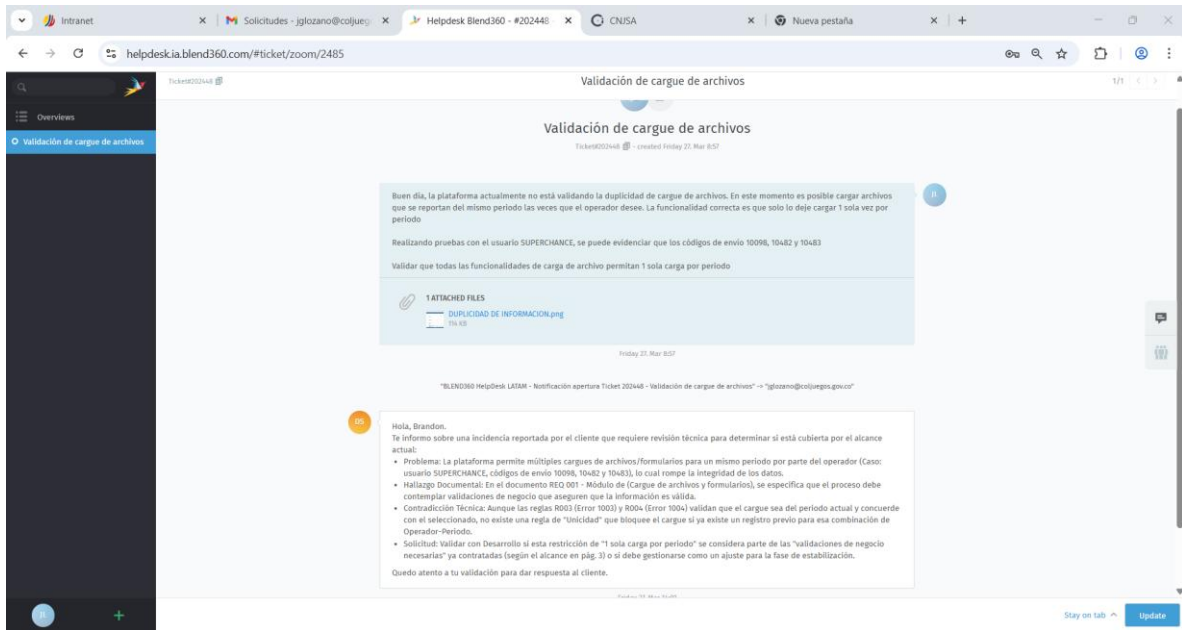 Intranet
Solicitudes - jglozano@coljueg
Helpdesk Blend360 - #202448
CNJSA
Nueva pestaña
helpdesk.ia.blend360.com/#ticket/zoom/2485
Ticket#202448
Validación de cargue de archivos
1/1
Overviews
Validación de cargue de archivos
Validación de cargue de archivos
Ticket#202448 - created Friday 27. Mar 8:57
Buen día, la plataforma actualmente no está validando la duplicidad de cargue de archivos. En este momento es posible cargar archivos
que se reportan del mismo periodo las veces que el operador desee. La funcionalidad correcta es que solo lo deje cargar 1 sola vez por
periodo
Realizando pruebas con el usuario SUPERCHANCE, se puede evidenciar que los códigos de envio 10098, 10482 y 10483
Validar que todas las funcionalidades de carga de archivo permitan 1 sola carga por periodo
JL
1 ATTACHED FILES
DUPLICIDAD DE INFORMACION.png
114 KB
Friday 27. Mar 8:57
"BLEND360 HelpDesk LATAM - Notificación apertura Ticket 202448 - Validación de cargue de archivos" -> "jglozano@coljuegos.gov.co"
DS
Hola, Brandon.
Te informo sobre una incidencia reportada por el cliente que requiere revisión técnica para determinar si está cubierta por el alcance
actual:
• Problema: La plataforma permite múltiples cargues de archivos/formularios para un mismo periodo por parte del operador (Caso:
usuario SUPERCHANCE, códigos de envio 10098, 10482 y 10483), lo cual rompe la integridad de los datos.
• Hallazgo Documental: En el documento REQ 001 - Módulo de (Cargue de archivos y formularios), se especifica que el proceso debe
contemplar validaciones de negocio que aseguren que la información es válida.
• Contradicción Técnica: Aunque las reglas R003 (Error 1003) y R004 (Error 1004) validan que el cargue sea del periodo actual y concuerde
con el seleccionado, no existe una regla de "Unicidad" que bloquee el cargue si ya existe un registro previo para esa combinación de
Operador-Periodo.
• Solicitud: Validar con Desarrollo si esta restricción de "1 sola carga por periodo" se considera parte de las "validaciones de negocio
necesarias" ya contratadas (según el alcance en pág. 3) o si debe gestionarse como un ajuste para la fase de estabilización.
Quedo atento a tu validación para dar respuesta al cliente.
JL
Stay on tab
Update